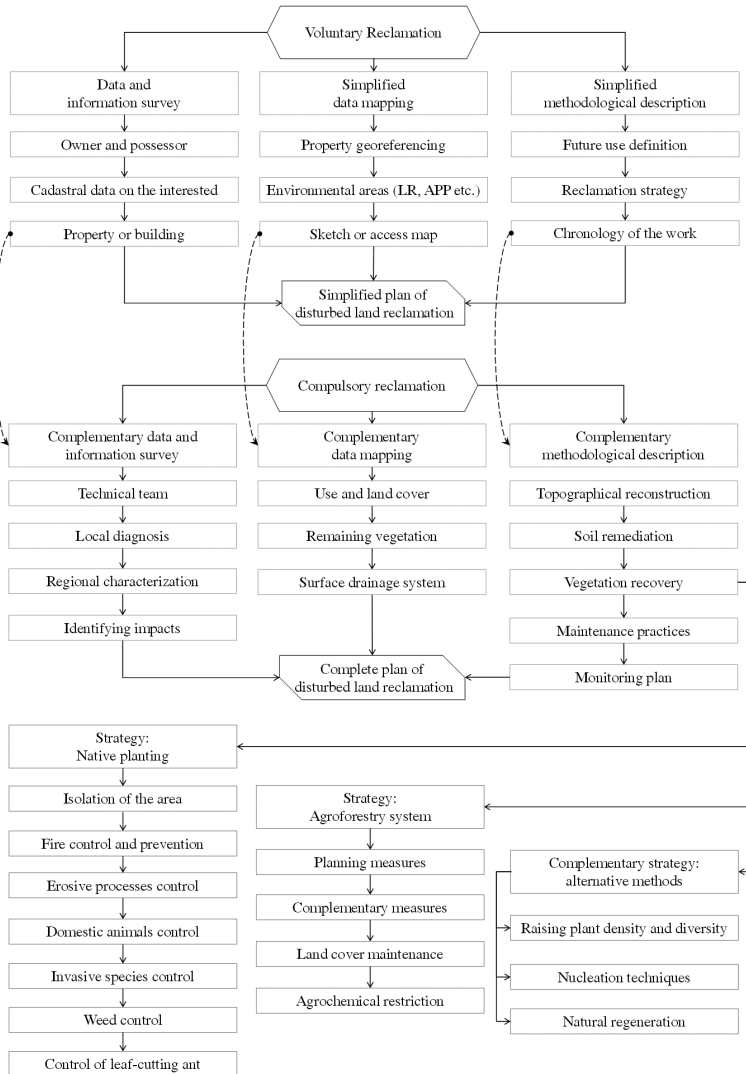 Voluntary Reclamation
Data and
information survey
Owner and possessor
Cadastral data on the interested
Property or building
Simplified
data mapping
Property georeferencing
Environmental areas (LR, APP etc.)
Sketch or access map
Simplified
methodological description
Future use definition
Reclamation strategy
Chronology of the work
Simplified plan of
disturbed land reclamation
Compulsory reclamation
Complementary data and
information survey
Technical team
Local diagnosis
Regional characterization
Identifying impacts
Complementary
data mapping
Use and land cover
Remaining vegetation
Surface drainage system
Complementary
methodological description
Topographical reconstruction
Soil remediation
Vegetation recovery
Maintenance practices
Monitoring plan
Complete plan of
disturbed land reclamation
Strategy:
Native planting
Isolation of the area
Fire control and prevention
Erosive processes control
Domestic animals control
Invasive species control
Weed control
Control of leaf-cutting ant
Strategy:
Agroforestry system
Planning measures
Complementary measures
Land cover maintenance
Agrochemical restriction
Complementary strategy:
alternative methods
Raising plant density and diversity
Nucleation techniques
Natural regeneration